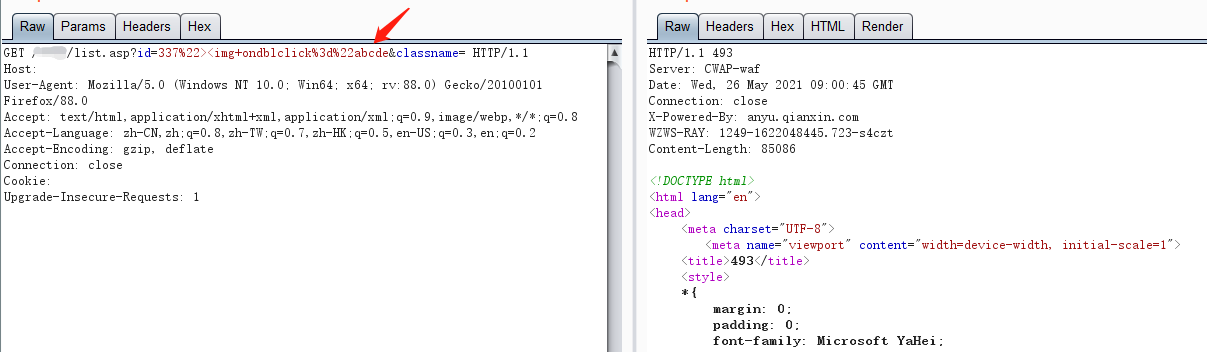 Raw Params Headers Hex
GET / /list.asp?id=337%22><img+ondblclick%3d%22abcde&classname= HTTP/1.1
Host:
User-Agent: Mozilla/5.0 (Windows NT 10.0; Win64; x64; rv:88.0) Gecko/20100101
Firefox/88.0
Accept: text/html,application/xhtml+xml,application/xml;q=0.9,image/webp,*/*;q=0.8
Accept-Language: zh-CN,zh;q=0.8,zh-TW;q=0.7,zh-HK;q=0.5,en-US;q=0.3,en;q=0.2
Accept-Encoding: gzip, deflate
Connection: close
Cookie:
Upgrade-Insecure-Requests: 1
Raw Headers Hex HTML Render
HTTP/1.1 493
Server: CWAP-waf
Date: Wed, 26 May 2021 09:00:45 GMT
Connection: close
X-Powered-By: anyu.qianxin.com
WZWS-RAY: 1249-1622048445.723-s4czt
Content-Length: 85086
<!DOCTYPE html>
<html lang="en">
<head>
<meta charset="UTF-8">
<meta name="viewport" content="width=device-width, initial-scale=1">
<title>493</title>
<style>
*{
margin: 0;
padding: 0;
font-family: Microsoft YaHei;